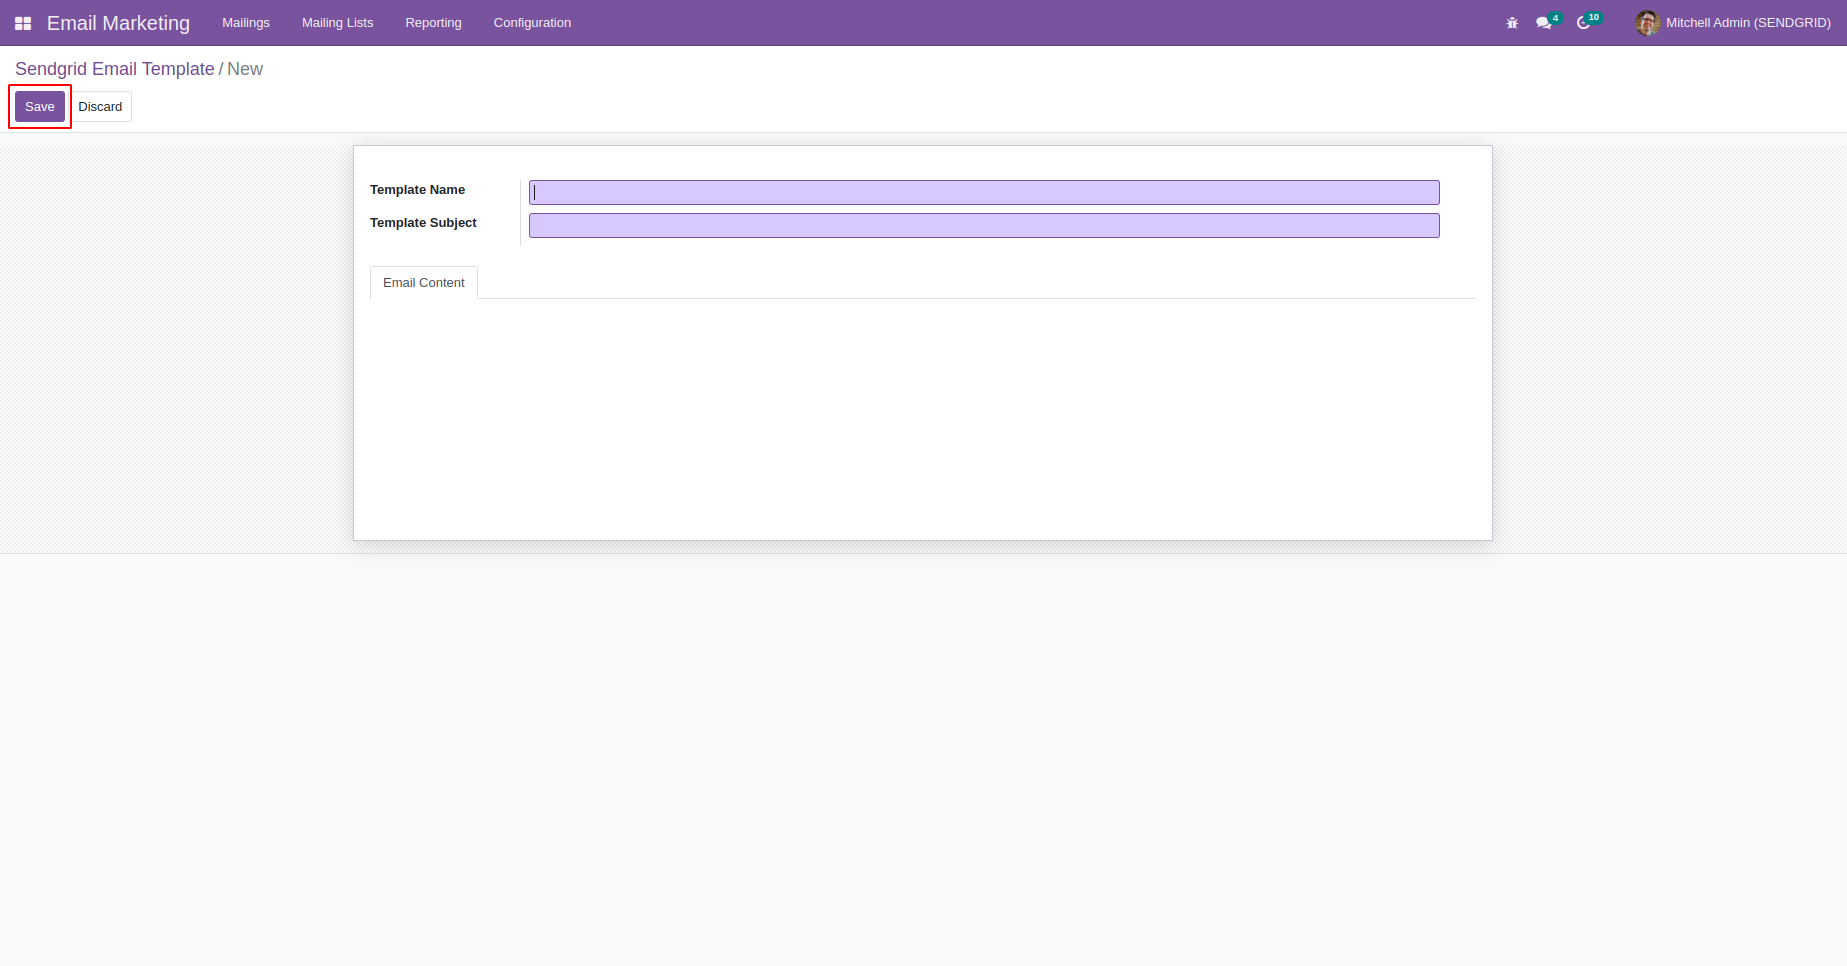 Email Marketing Mailings Mailing Lists Reporting Configuration 4 10 Mitchell Admin (SENDGRID)
Sendgrid Email Template / New
Save Discard
Template Name
Template Subject
Email Content